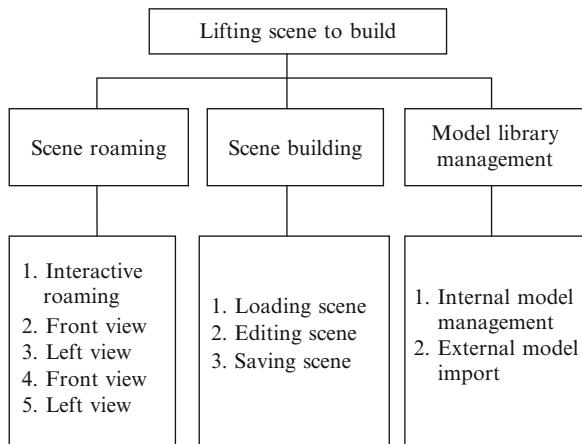 Lifting scene to build
Scene roaming
Scene building
Model library
management
1. Interactive
roaming
2. Front view
3. Left view
4. Front view
5. Left view
1. Loading scene
2. Editing scene
3. Saving scene
1. Internal model
management
2. External model
import